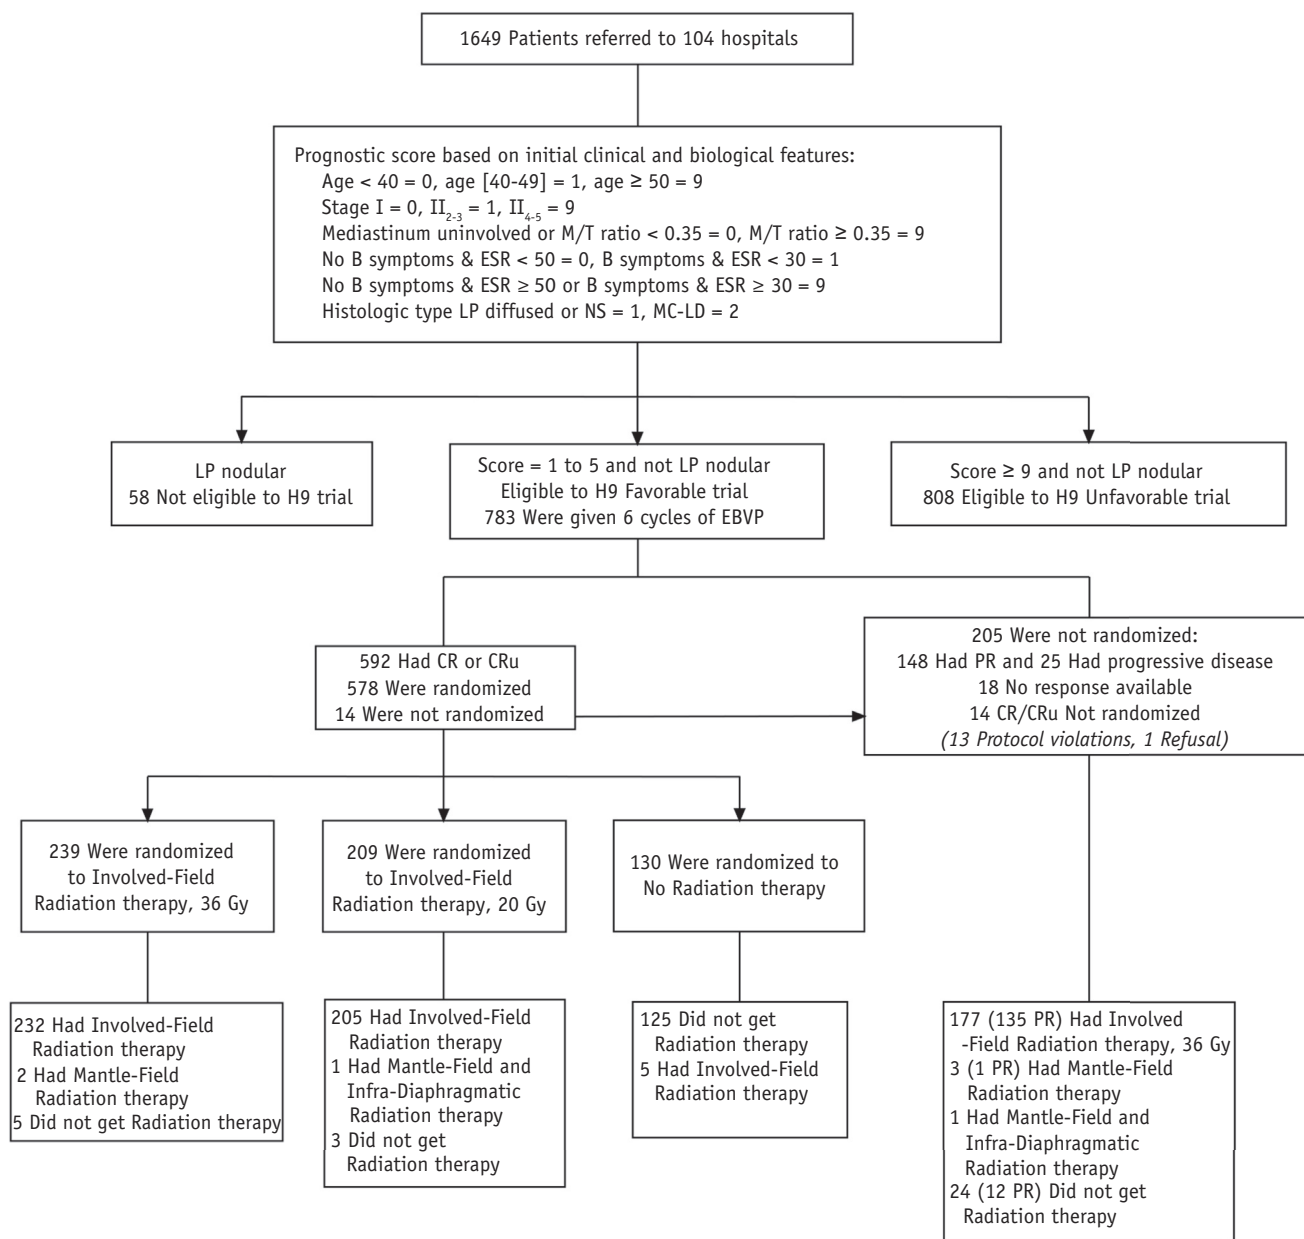 1649 Patients referred to 104 hospitals
Prognostic score based on initial clinical and biological features:
Age < 40 = 0, age [40-49] = 1, age ≥ 50 = 9
Stage I = 0, II2-3 = 1, II4-5 = 9
Mediastinum uninvolved or M/T ratio < 0.35 = 0, M/T ratio ≥ 0.35 = 9
No B symptoms & ESR < 50 = 0, B symptoms & ESR < 30 = 1
No B symptoms & ESR ≥ 50 or B symptoms & ESR ≥ 30 = 9
Histologic type LP diffused or NS = 1, MC-LD = 2
LP nodular
58 Not eligible to H9 trial
Score = 1 to 5 and not LP nodular
Eligible to H9 Favorable trial
783 Were given 6 cycles of EBVP
Score ≥ 9 and not LP nodular
808 Eligible to H9 Unfavorable trial
592 Had CR or CRu
578 Were randomized
14 Were not randomized
205 Were not randomized:
148 Had PR and 25 Had progressive disease
18 No response available
14 CR/CRu Not randomized
(13 Protocol violations, 1 Refusal)
239 Were randomized
to Involved-Field
Radiation therapy, 36 Gy
209 Were randomized
to Involved-Field
Radiation therapy, 20 Gy
130 Were randomized to
No Radiation therapy
232 Had Involved-Field
Radiation therapy
2 Had Mantle-Field
Radiation therapy
5 Did not get Radiation therapy
205 Had Involved-Field
Radiation therapy
1 Had Mantle-Field and
Infra-Diaphragmatic
Radiation therapy
3 Did not get
Radiation therapy
125 Did not get
Radiation therapy
5 Had Involved-Field
Radiation therapy
177 (135 PR) Had Involved
-Field Radiation therapy, 36 Gy
3 (1 PR) Had Mantle-Field
Radiation therapy
1 Had Mantle-Field and
Infra-Diaphragmatic
Radiation therapy
24 (12 PR) Did not get
Radiation therapy